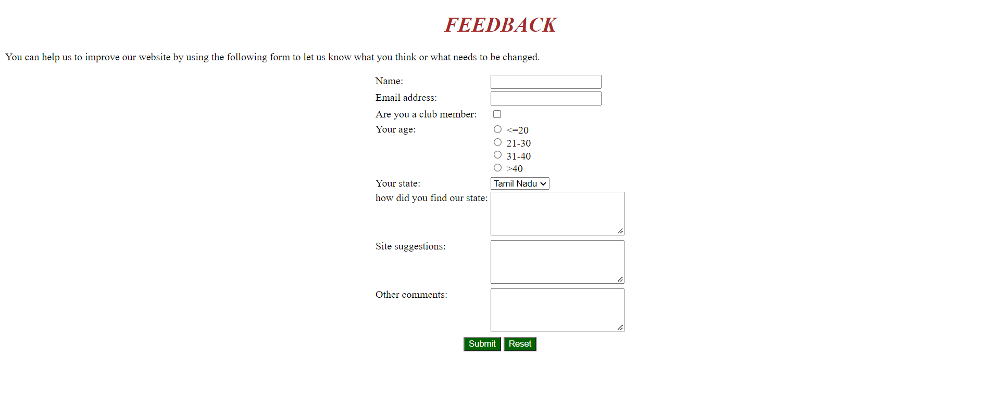 FEEDBACK
You can help us to improve our website by using the following form to let us know what you think or what needs to be changed.
Name:
Email address:
Are you a club member:
Your age:
<=20
21-30
31-40
>40
Your state:
Tamil Nadu
how did you find our state:
Site suggestions:
Other comments:
Submit Reset